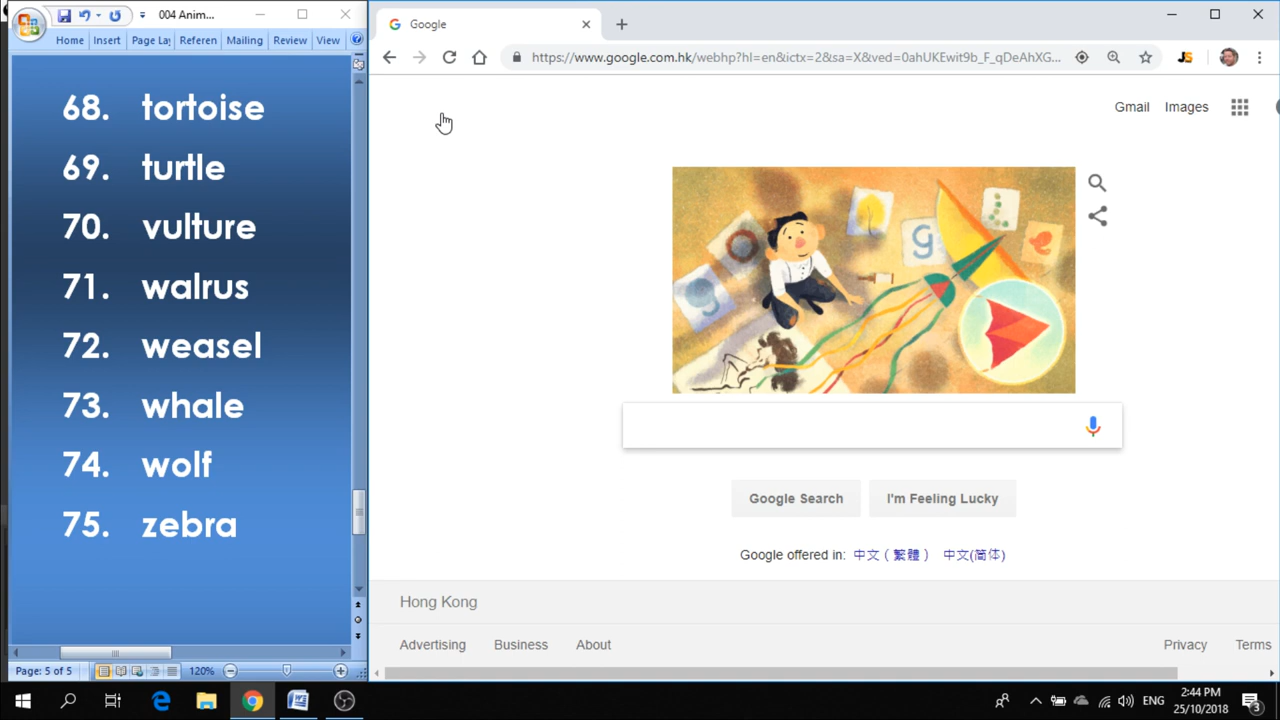 004 Anim...
Home Insert Page Lay Referen Mailing Review View
68. tortoise
69. turtle
70. vulture
71. walrus
72. weasel
73. whale
74. wolf
75. zebra
Page: 5 of 5 120%
Google
https://www.google.com.hk/webhp?hl=en&ictx=2&sa=X&ved=0ahUKEwit9b_F_qDeAhXG...
JS
Gmail Images
g
g
e
Google Search I'm Feeling Lucky
Google offered in: 中文（繁體） 中文(简体)
Hong Kong
Advertising Business About Privacy Terms
ENG
2:44 PM
25/10/2018
3